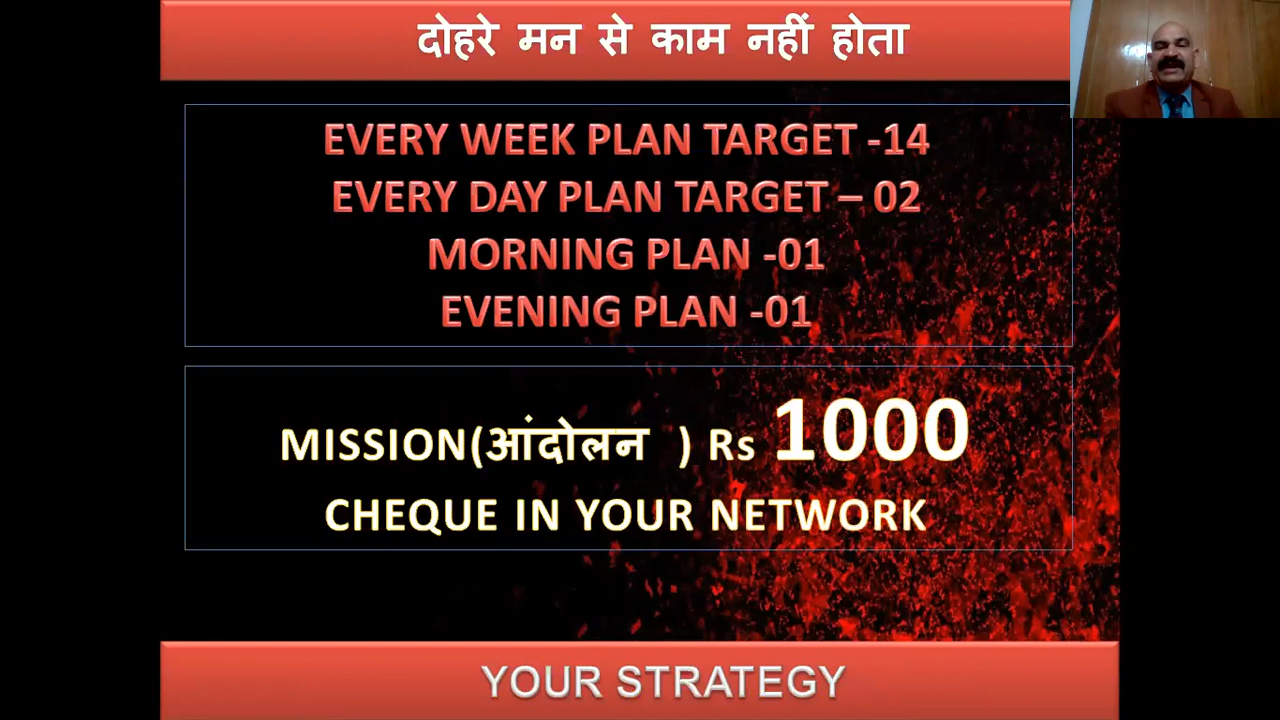 दोहरे मन से काम नहीं होता
EVERY WEEK PLAN TARGET -14
EVERY DAY PLAN TARGET – 02
MORNING PLAN -01
EVENING PLAN -01
MISSION(आंदोलन ) Rs 1000
CHEQUE IN YOUR NETWORK
YOUR STRATEGY